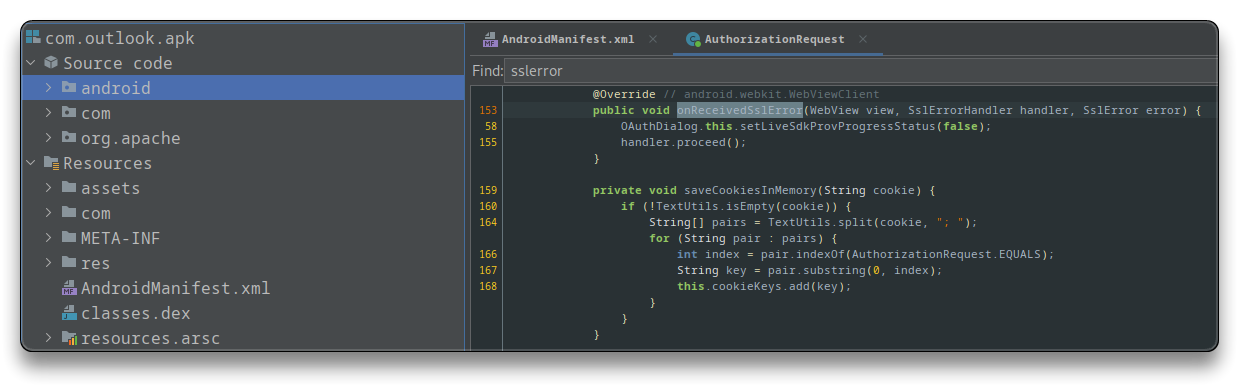 com.outlook.apk
Source code
android
com
org.apache
Resources
assets
com
META-INF
res
MF AndroidManifest.xml
J classes.dex
resources.arsc
MF AndroidManifest.xml × C AuthorizationRequest ×
Find: sslerror
@Override // android.webkit.WebViewClient
153 public void onReceivedSslError(WebView view, SslErrorHandler handler, SslError error) {
58 OAuthDialog.this.setLiveSdkProvProgressStatus(false);
155 handler.proceed();
}
159 private void saveCookiesInMemory(String cookie) {
160 if (!TextUtils.isEmpty(cookie)) {
164 String[] pairs = TextUtils.split(cookie, "; ");
for (String pair : pairs) {
166 int index = pair.indexOf(AuthorizationRequest.EQUALS);
167 String key = pair.substring(0, index);
168 this.cookieKeys.add(key);
}
}
}